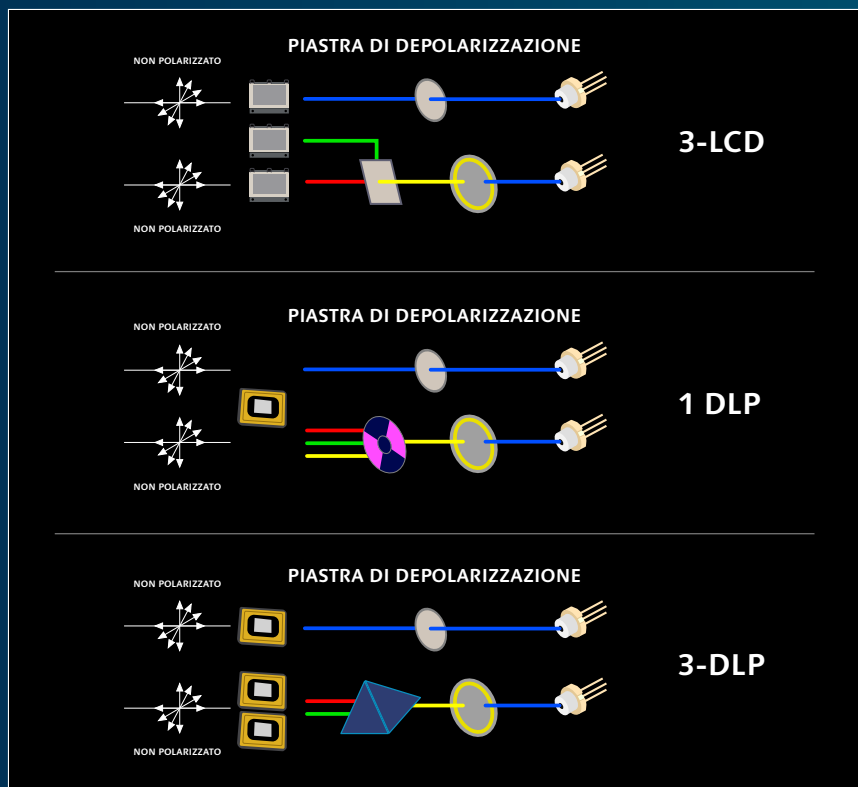 PIASTRA DI DEPOLARIZZAZIONE
NON POLARIZZATO
3-LCD
NON POLARIZZATO
PIASTRA DI DEPOLARIZZAZIONE
NON POLARIZZATO
1 DLP
NON POLARIZZATO
PIASTRA DI DEPOLARIZZAZIONE
NON POLARIZZATO
3-DLP
NON POLARIZZATO